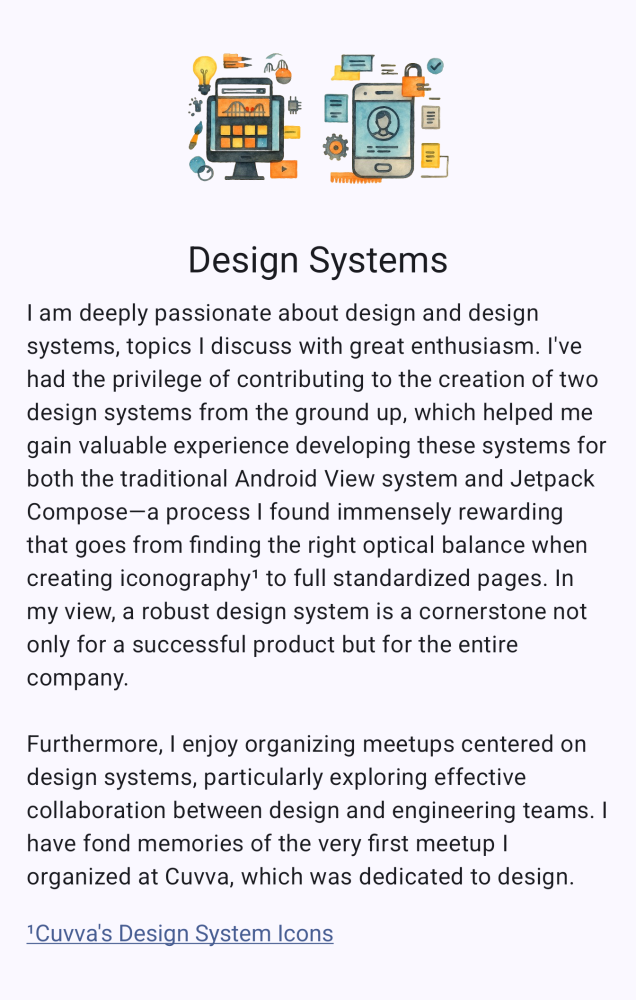 Design Systems
I am deeply passionate about design and design
systems, topics I discuss with great enthusiasm. I've
had the privilege of contributing to the creation of two
design systems from the ground up, which helped me
gain valuable experience developing these systems for
both the traditional Android View system and Jetpack
Compose—a process I found immensely rewarding
that goes from finding the right optical balance when
creating iconography¹ to full standardized pages. In
my view, a robust design system is a cornerstone not
only for a successful product but for the entire
company.
Furthermore, I enjoy organizing meetups centered on
design systems, particularly exploring effective
collaboration between design and engineering teams. I
have fond memories of the very first meetup I
organized at Cuvva, which was dedicated to design.
¹Cuvva's Design System Icons